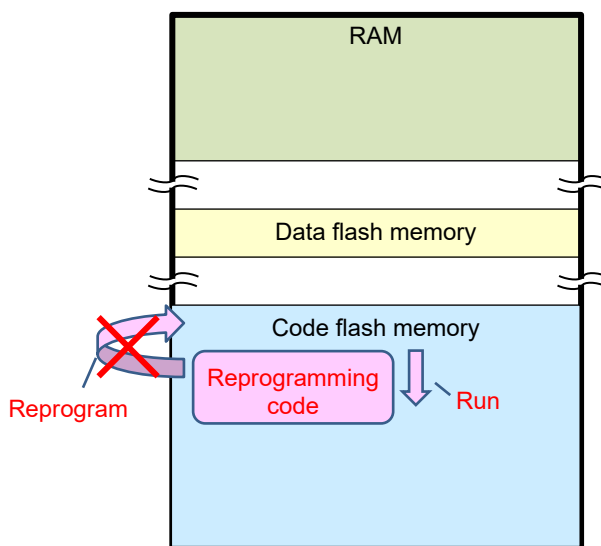 RAM
Data flash memory
Code flash memory
Reprogramming
code
Run
Reprogram